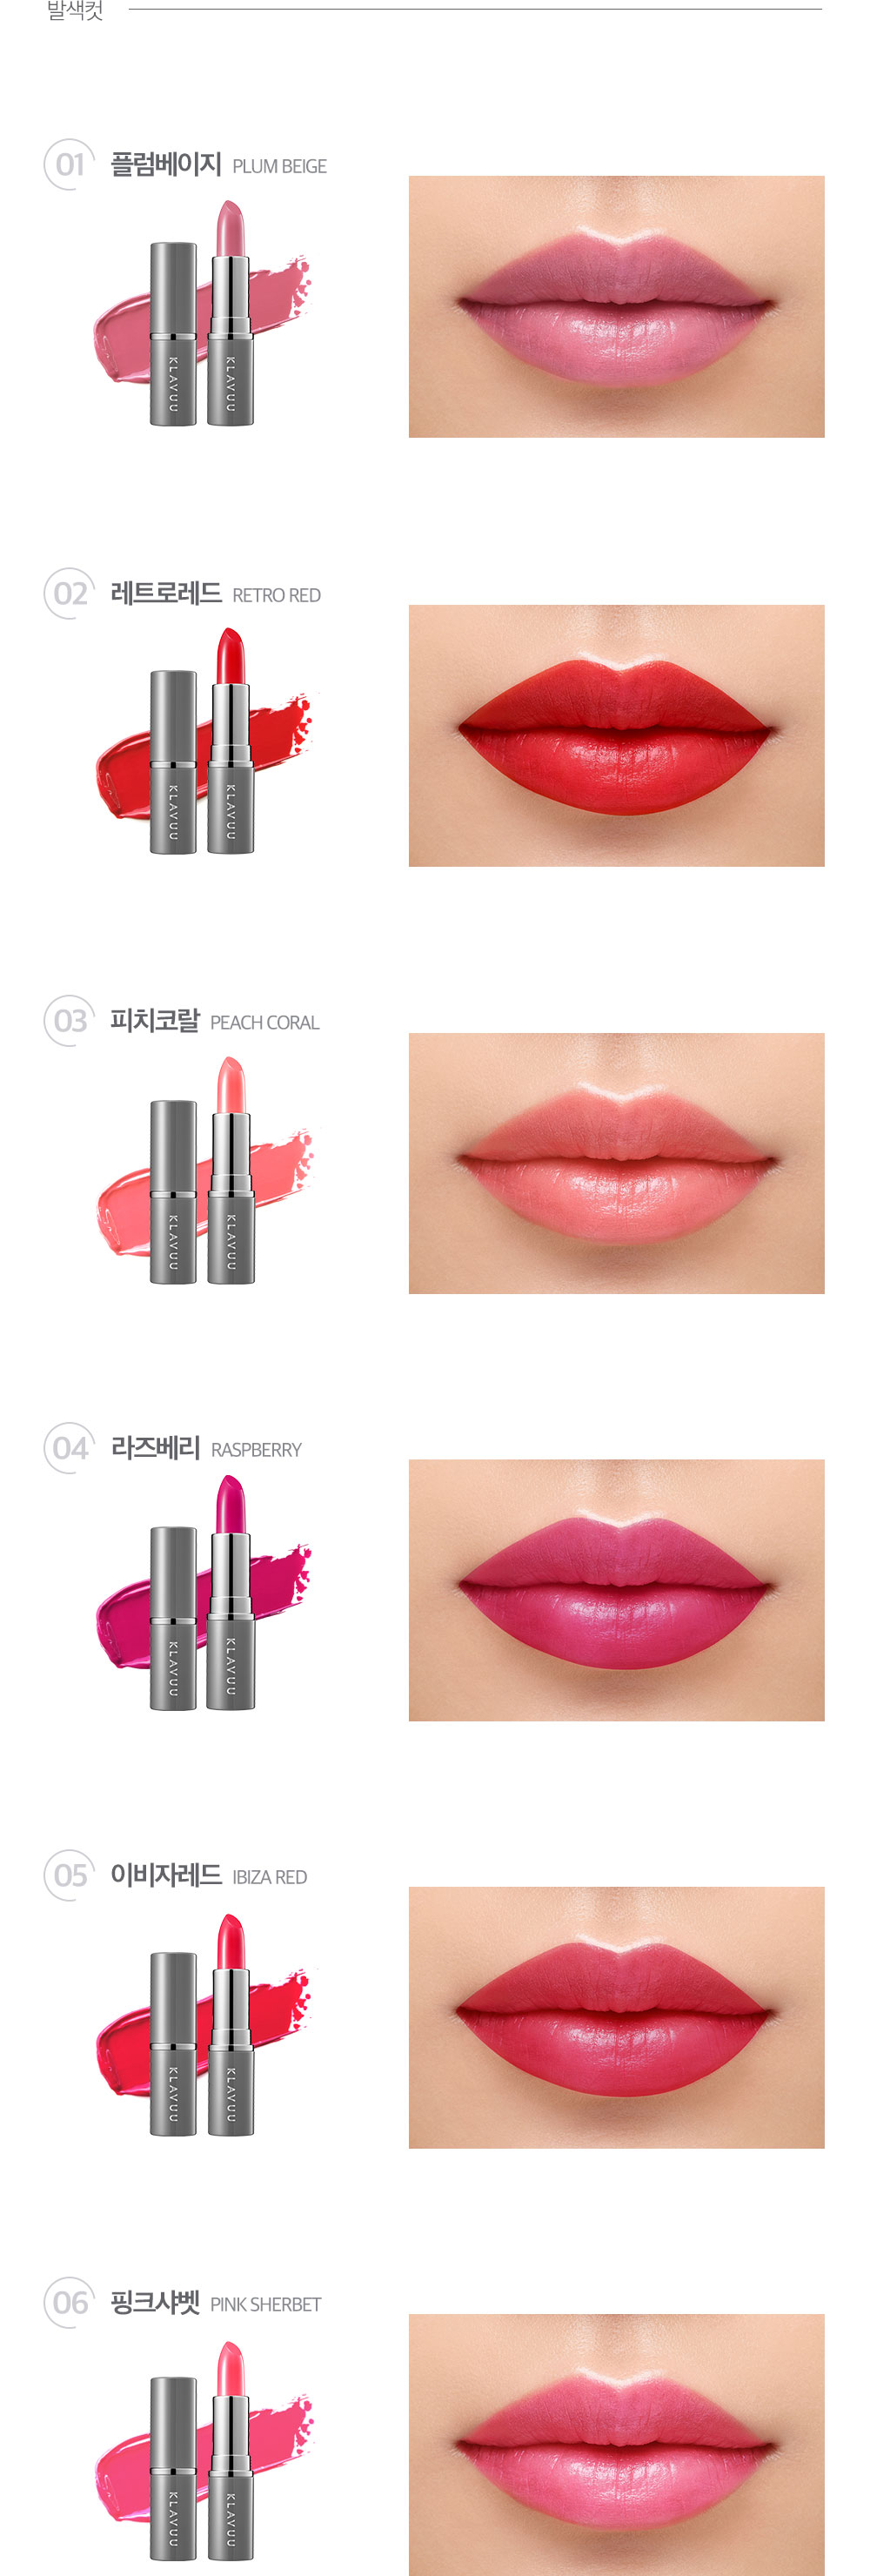 발색컷
01 플럼베이지 PLUM BEIGE
KLAVUU KLAVUU
02 레트로레드 RETRO RED
KLAVUU KLAVUU
03 피치코랄 PEACH CORAL
KLAVUU KLAVUU
04 라즈베리 RASPBERRY
KLAVUU KLAVUU
05 이비자레드 IBIZA RED
KLAVUU KLAVUU
06 핑크샤벳 PINK SHERBET
KLAVUU KLAVUU